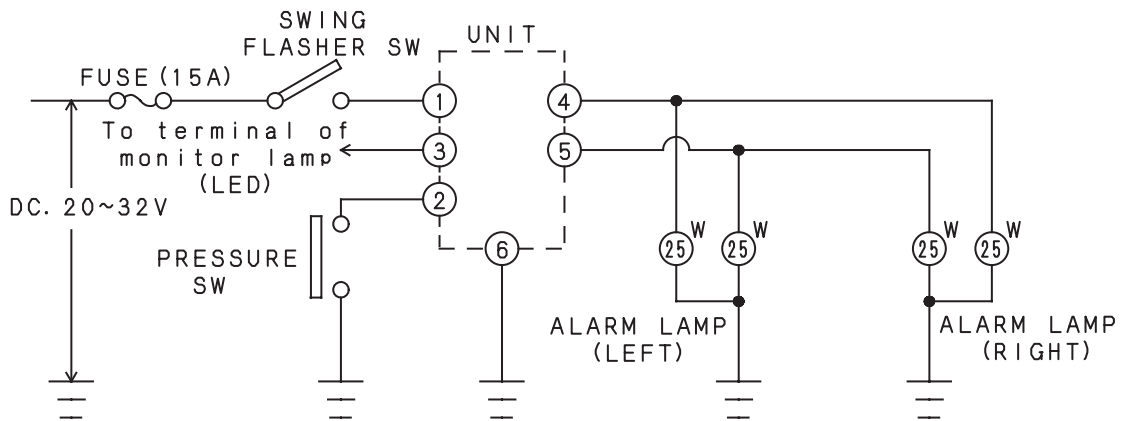 SWING
FLASHER SW
UNIT
FUSE (15A)
1
4
To terminal of
monitor lamp
(LED)
3
5
2
DC. 20~32V
PRESSURE
SW
6
25 W
25 W
25 W
25 W
ALARM LAMP
(LEFT)
ALARM LAMP
(RIGHT)